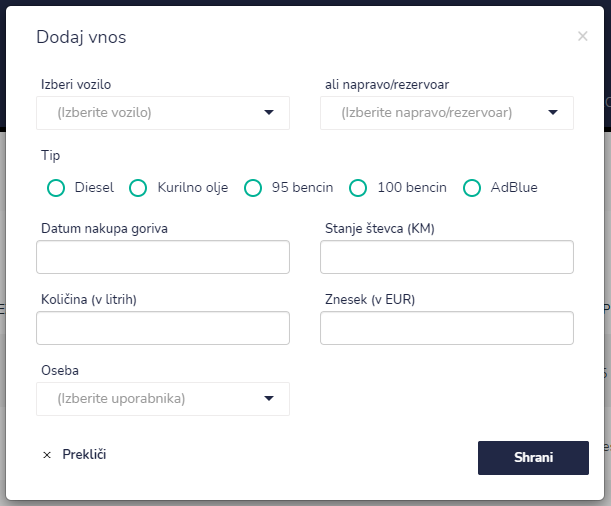 Dodaj vnos
×
Izberi vozilo
ali napravo/rezervoar
(Izberite vozilo)
(Izberite napravo/rezervoar)
Tip
Diesel
Kurilno olje
95 bencin
100 bencin
AdBlue
Datum nakupa goriva
Stanje števca (KM)
Količina (v litrih)
Znesek (v EUR)
Oseba
(Izberite uporabnika)
× Prekliči
Shrani